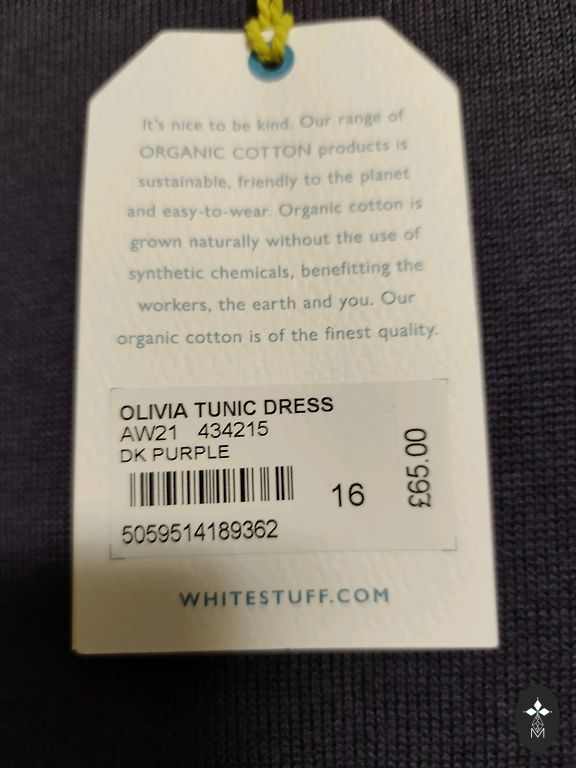 It's nice to be kind. Our range of
ORGANIC COTTON products is
sustainable, friendly to the planet
and easy-to-wear. Organic cotton is
grown naturally without the use of
synthetic chemicals, benefitting the
workers, the earth and you. Our
organic cotton is of the finest quality.
OLIVIA TUNIC DRESS
AW21 434215
DK PURPLE
16
£65.00
5059514189362
WHITESTUFF.COM
M